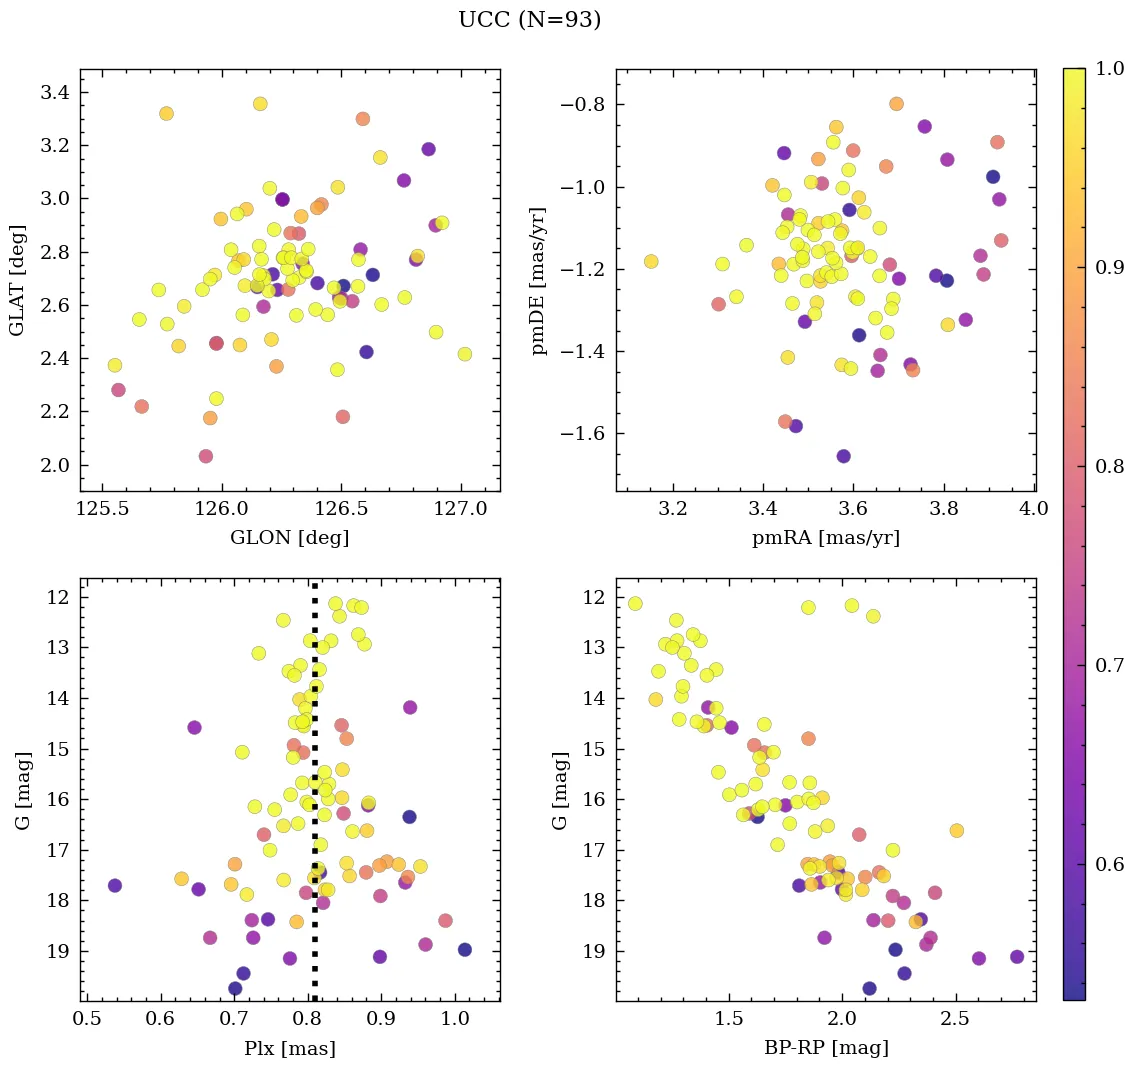 UCC (N=93)
3.4
3.2
3.0
2.8
2.6
2.4
2.2
2.0
GLAT [deg]
125.5 126.0 126.5 127.0
GLON [deg]
−0.8
−1.0
−1.2
−1.4
−1.6
pmDE [mas/yr]
3.2 3.4 3.6 3.8 4.0
pmRA [mas/yr]
1.0
0.9
0.8
0.7
0.6
12
13
14
15
16
17
18
19
G [mag]
0.5 0.6 0.7 0.8 0.9 1.0
Plx [mas]
12
13
14
15
16
17
18
19
G [mag]
1.5 2.0 2.5
BP-RP [mag]